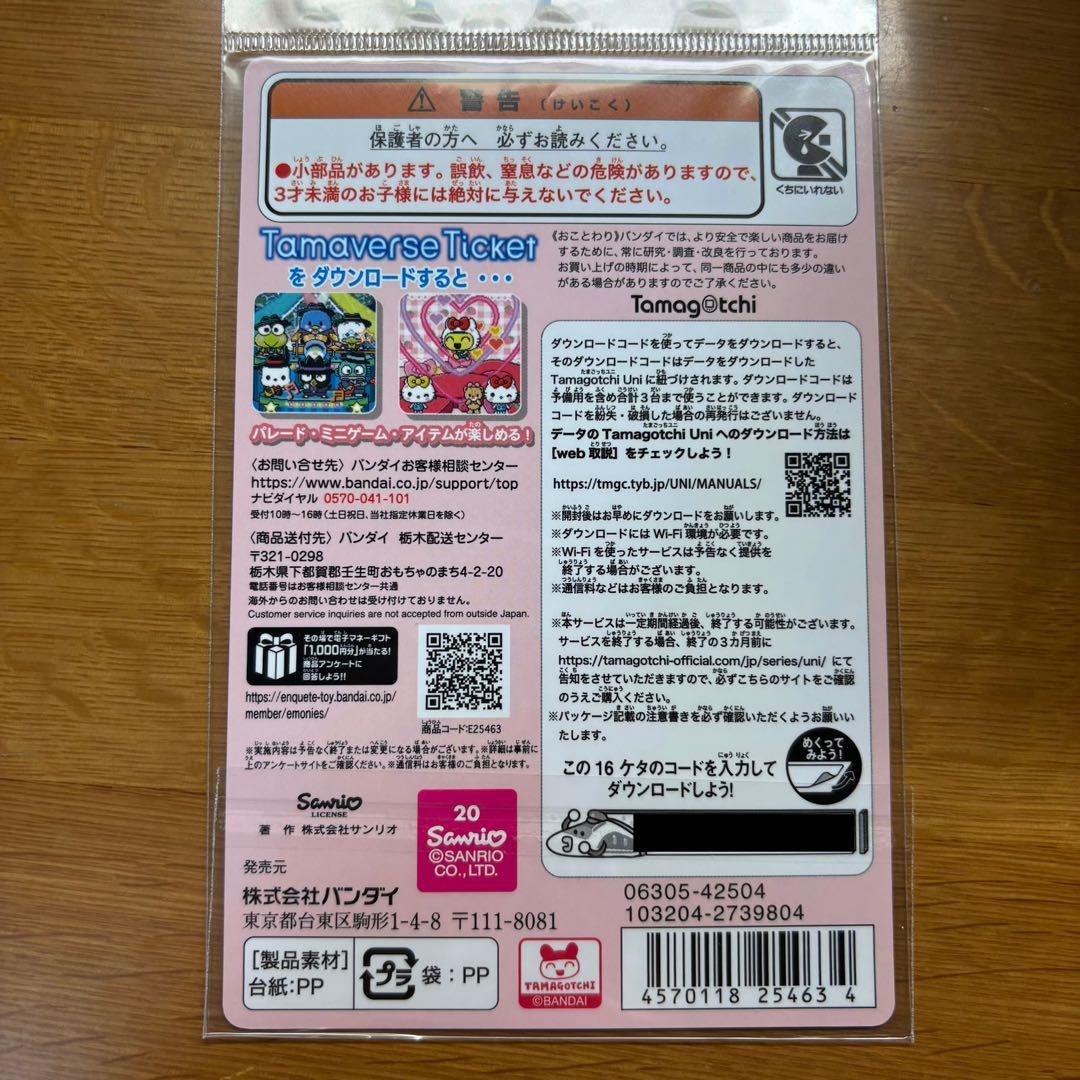 ⚠ 警告 (けいこく)
保護者の方へ 必ずお読みください。
●小部品があります。誤飲、窒息などの危険がありますので、
3才未満のお子様には絶対に与えないでください。
くちにいれない
Tamaverse Ticket
をダウンロードすると・・・
パレード・ミニゲーム・アイテムが楽しめる！
《おことわり》バンダイでは、より安全で楽しい商品をお届け
するために、常に研究・調査・改良を行っております。
お買い上げの時期によって、同一商品の中にも多少の違い
がある場合がありますのでご了承ください。
Tamagotchi
ダウンロードコードを使ってデータをダウンロードすると、
そのダウンロードコードはデータをダウンロードした
Tamagotchi Uniに紐づけされます。ダウンロードコードは
予備用を含め合計3台まで使うことができます。ダウンロード
コードを紛失・破損した場合の再発行はございません。
データの Tamagotchi Uni へのダウンロード方法は
[web 取説] をチェックしよう！
https://tmgc.tyb.jp/UNI/MANUALS/
※開封後はお早めにダウンロードをお願いします。
※ダウンロードには Wi-Fi 環境が必要です。
※Wi-Fi を使ったサービスは予告なく提供を
終了する場合がございます。
※通信料などはお客様のご負担となります。
※本サービスは一定期間経過後、終了する可能性がございます。
サービスを終了する場合、終了の3カ月前に
https://tamagotchi-official.com/jp/series/uni/ にて
告知をさせていただきますので、必ずこちらのサイトをご確認
のうえご購入ください。
※パッケージ記載の注意書きを必ず確認いただくようお願いい
たします。
めくって
みよう！
この 16 ケタのコードを入力して
ダウンロードしよう！
〈お問い合せ先〉バンダイお客様相談センター
https://www.bandai.co.jp/support/top
ナビダイヤル 0570-041-101
受付10時～16時(土日祝日、当社指定休業日を除く)
〈商品送付先〉バンダイ 栃木配送センター
〒321-0298
栃木県下都賀郡壬生町おもちゃのまち4-2-20
電話番号はお客様相談センター共通
海外からのお問い合わせは受け付けておりません。
Customer service inquiries are not accepted from outside Japan.
その場で電子マネーギフト
「1,000円分」が当たる!
商品アンケートに
回答しよう!!
https://enquete-toy.bandai.co.jp/
member/emonies/
商品コード:E25463
※実施内容は予告なく終了または変更になる場合がございます。※詳細は事前に
上のアンケートサイトをご確認ください。※通信料はお客様のご負担となります。
Sanrio
LICENSE
著作 株式会社サンリオ
20
Sanrio
©SANRIO
CO., LTD.
発売元
株式会社バンダイ
東京都台東区駒形1-4-8 〒111-8081
[製品素材]
台紙:PP
プラ
袋:PP
TAMAGOTCHI
©BANDAI
06305-42504
103204-2739804
4570118 25463 4